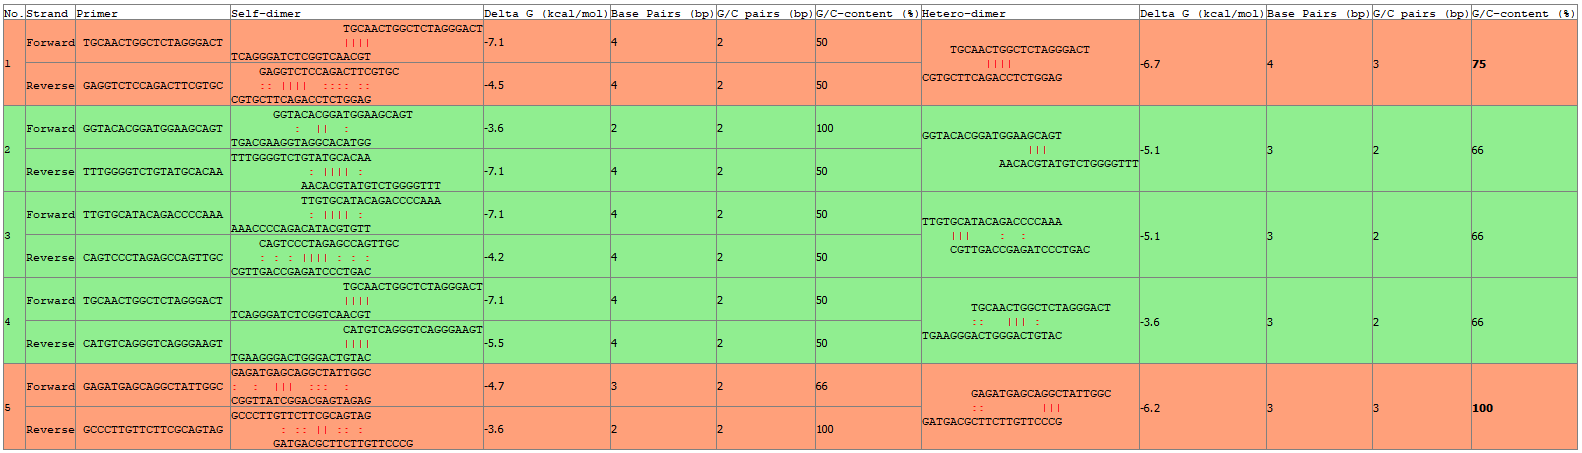 No. Strand Primer Self-dimer Delta G (kcal/mol) Base Pairs (bp) G/C pairs (bp) G/C-content (%) Hetero-dimer Delta G (kcal/mol) Base Pairs (bp) G/C pairs (bp) G/C-content (%)
TGCAACTGGCTCTAGGGACT
Forward TGCAACTGGCTCTAGGGACT |||| -7.1 4 2 50
TCAGGGATCTCGGTCAACGT
TGCAACTGGCTCTAGGGACT
1 |||| -6.7 4 3 75
CGTGCTTCAGACCTCTGGAG
GAGGTCTCCAGACTTCGTGC
Reverse GAGGTCTCCAGACTTCGTGC :: |||| :::: :: -4.5 4 2 50
CGTGCTTCAGACCTCTGGAG
GGTACACGGATGGAAGCAGT
Forward GGTACACGGATGGAAGCAGT : || : -3.6 2 2 100
TGACGAAGGTAGGCACATGG
GGTACACGGATGGAAGCAGT
2 ||| -5.1 3 2 66
AACACGTATGTCTGGGGTTT
TTTGGGGTCTGTATGCACAA
Reverse TTTGGGGTCTGTATGCACAA : |||| : -7.1 4 2 50
AACACGTATGTCTGGGGTTT
TTGTGCATACAGACCCCAAA
Forward TTGTGCATACAGACCCCAAA : |||| : -7.1 4 2 50
AAACCCCAGACATACGTGTT
TTGTGCATACAGACCCCAAA
3 ||| : : -5.1 3 2 66
CGTTGACCGAGATCCCTGAC
CAGTCCCTAGAGCCAGTTGC
Reverse CAGTCCCTAGAGCCAGTTGC : : : |||| : : : -4.2 4 2 50
CGTTGACCGAGATCCCTGAC
TGCAACTGGCTCTAGGGACT
Forward TGCAACTGGCTCTAGGGACT |||| -7.1 4 2 50
TCAGGGATCTCGGTCAACGT
TGCAACTGGCTCTAGGGACT
4 :: ||| : -3.6 3 2 66
TGAAGGGACTGGGACTGTAC
CATGTCAGGGTCAGGGAAGT
Reverse CATGTCAGGGTCAGGGAAGT |||| -5.5 4 2 50
TGAAGGGACTGGGACTGTAC
GAGATGAGCAGGCTATTGGC
Forward GAGATGAGCAGGCTATTGGC : : ||| ::: : -4.7 3 2 66
CGGTTATCGGACGAGTAGAG
GAGATGAGCAGGCTATTGGC
5 :: ||| -6.2 3 3 100
GATGACGCTTCTTGTTCCCG
GCCCTTGTTCTTCGCAGTAG
Reverse GCCCTTGTTCTTCGCAGTAG : :: || :: : -3.6 2 2 100
GATGACGCTTCTTGTTCCCG